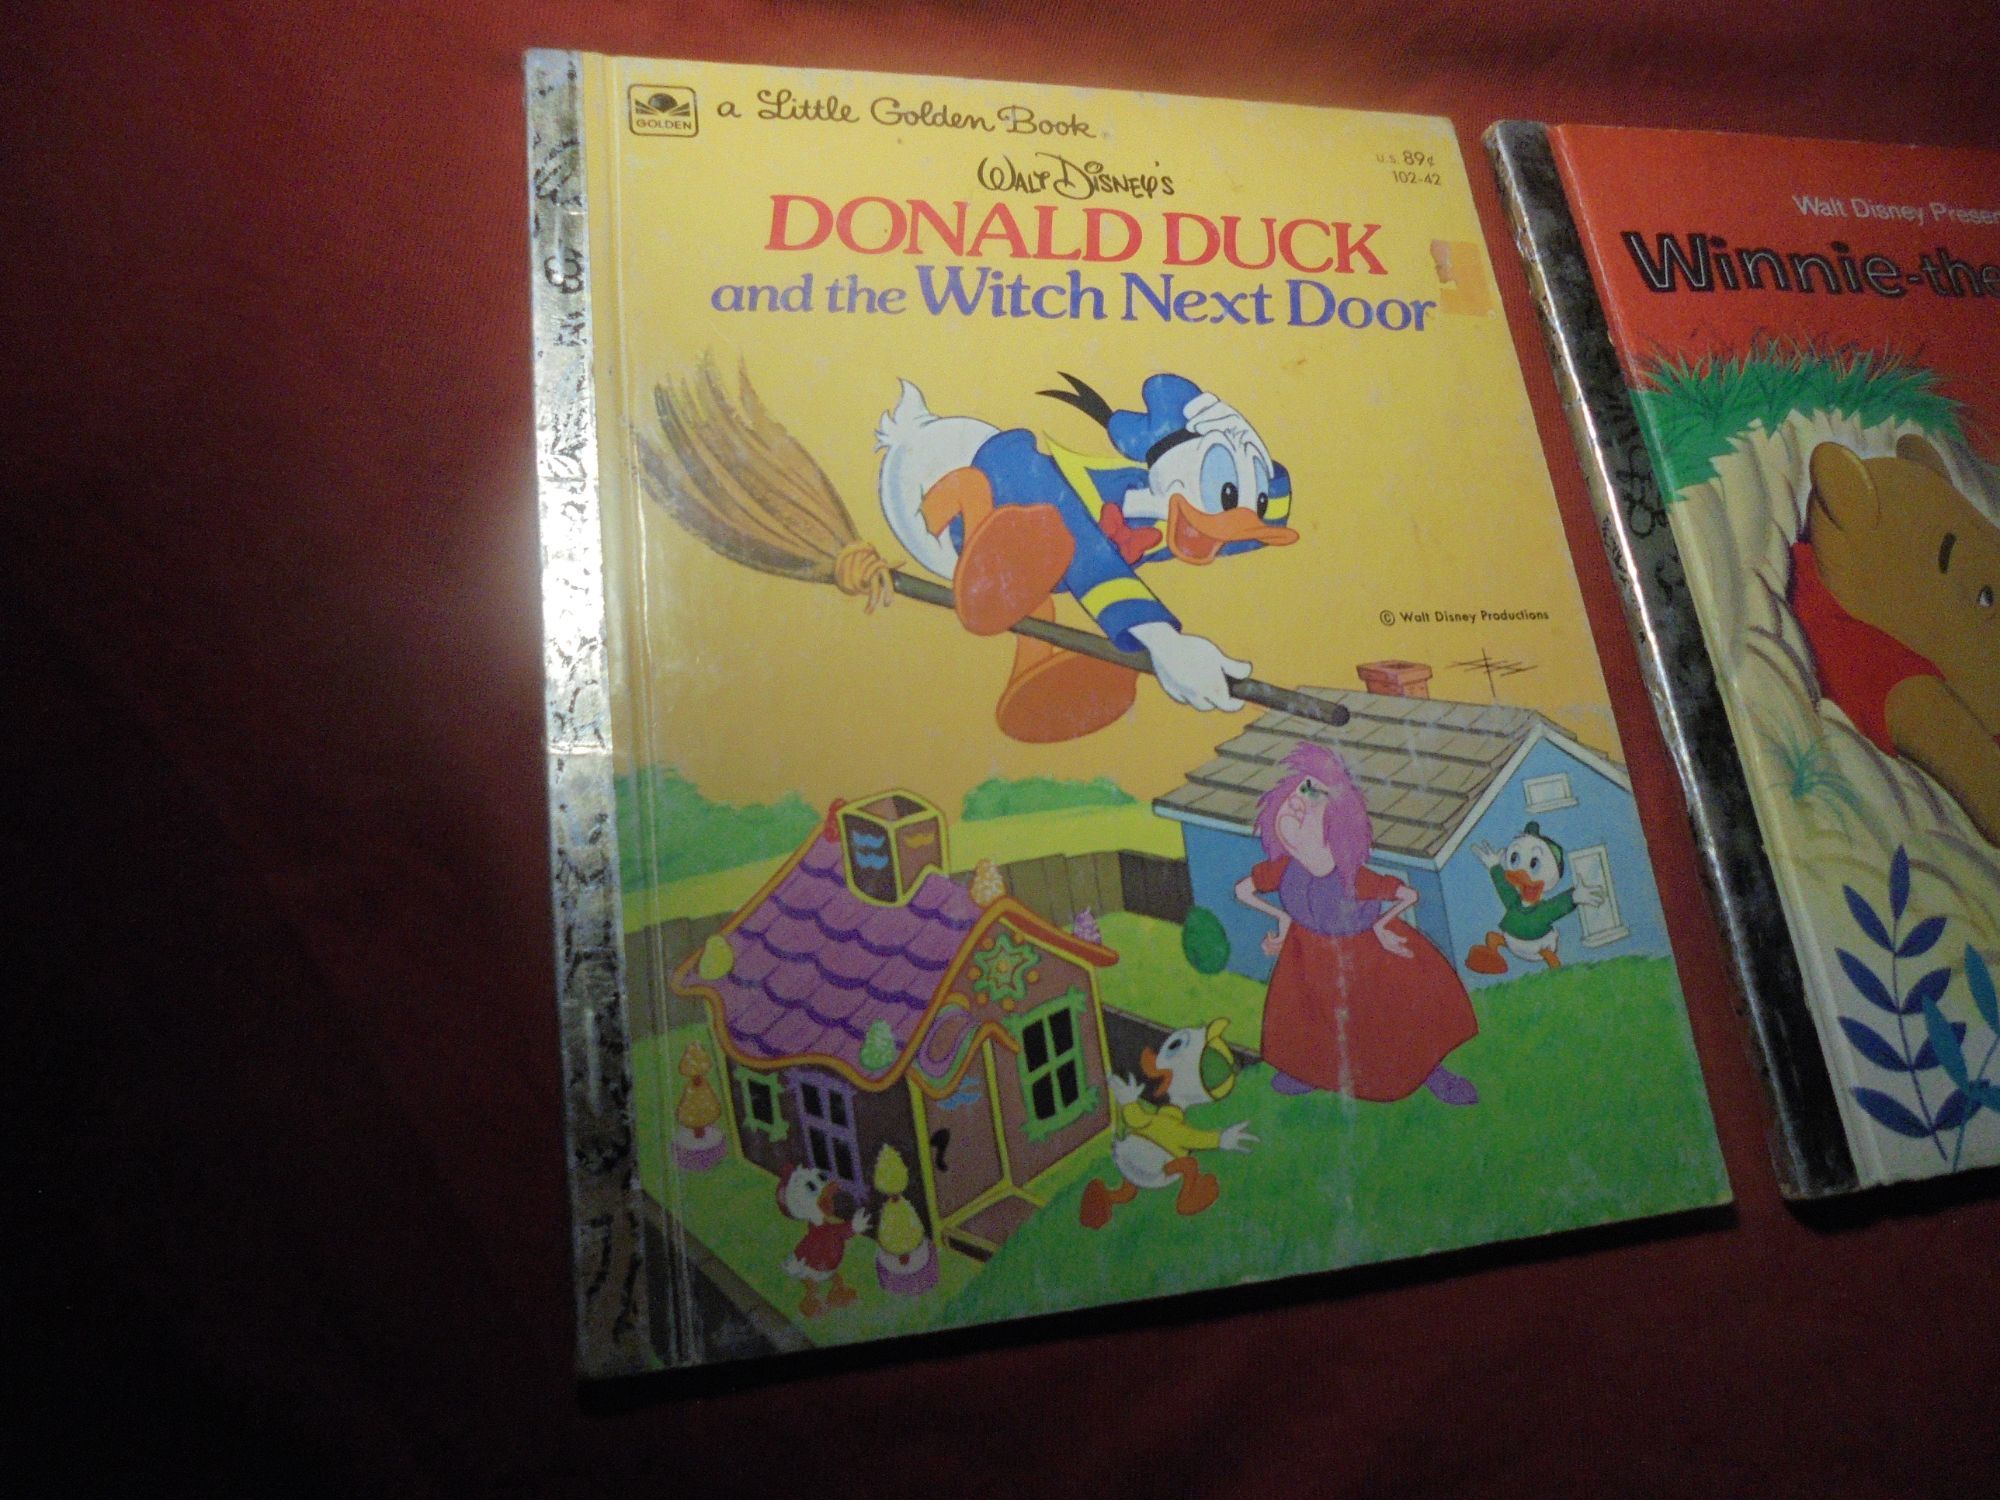 GOLDEN
a Little Golden Book
U.S. 89¢
102-42
WALT DISNEY'S
DONALD DUCK
and the Witch Next Door
© Walt Disney Productions
Walt Disney
Winnie-the